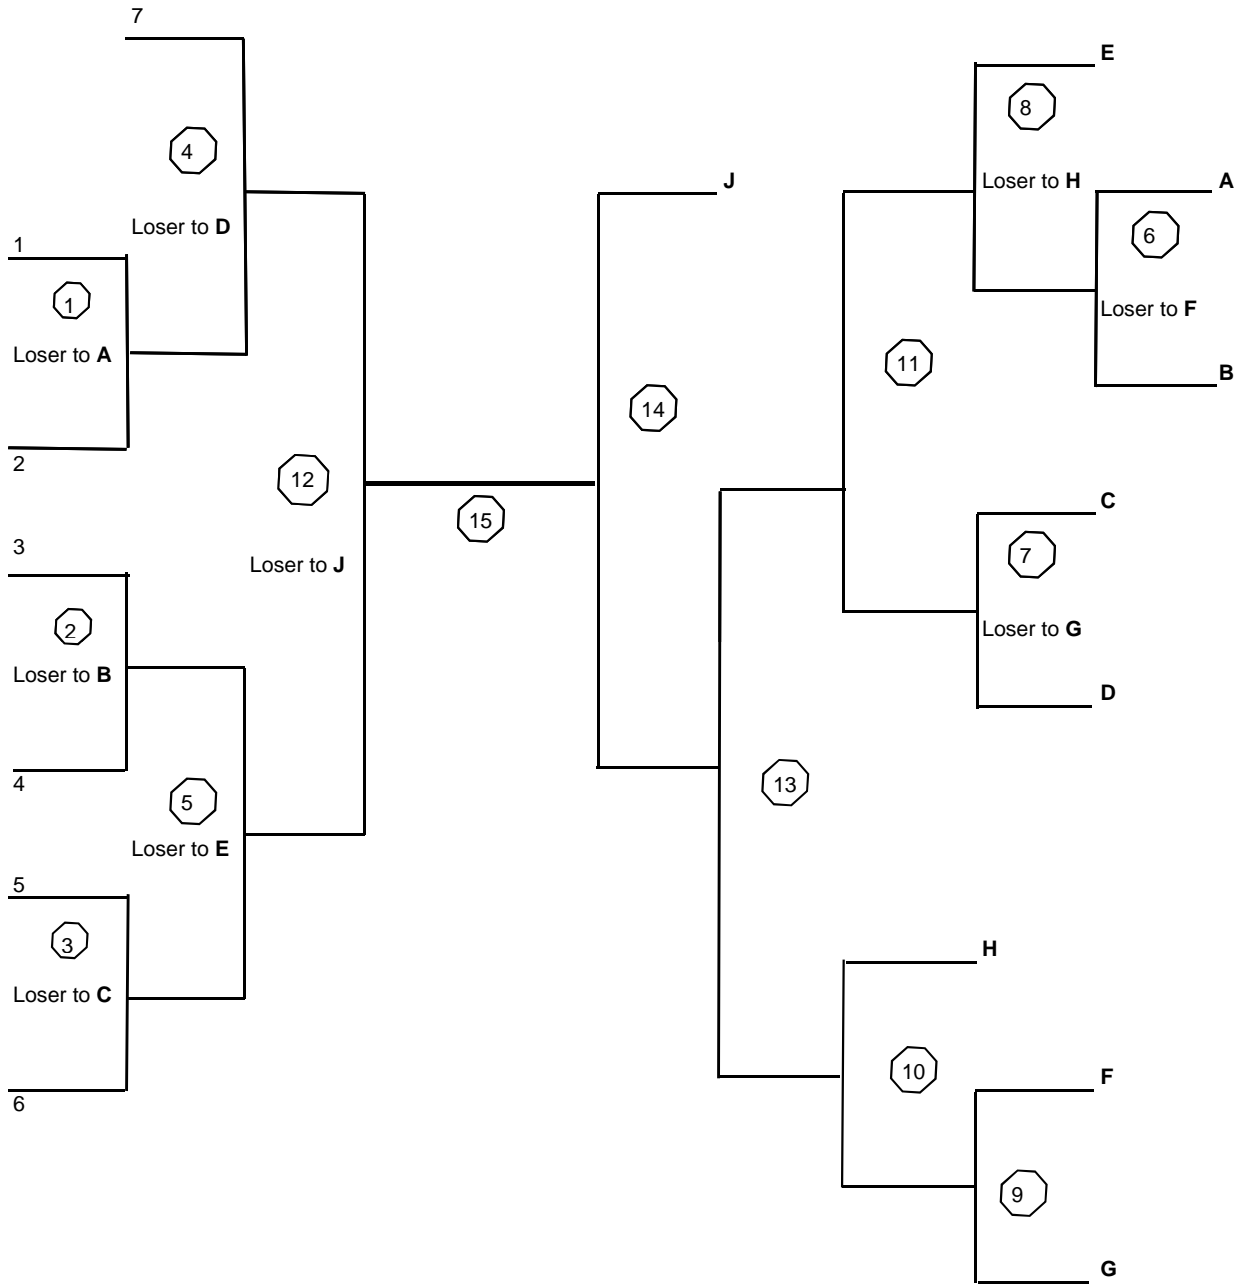 7
4
Loser to D
1
1
Loser to A
2
12
Loser to J
3
2
Loser to B
4
5
Loser to E
5
3
Loser to C
6
15
J
14
13
E
8
Loser to H
A
6
Loser to F
B
11
C
7
Loser to G
D
H
10
F
9
G